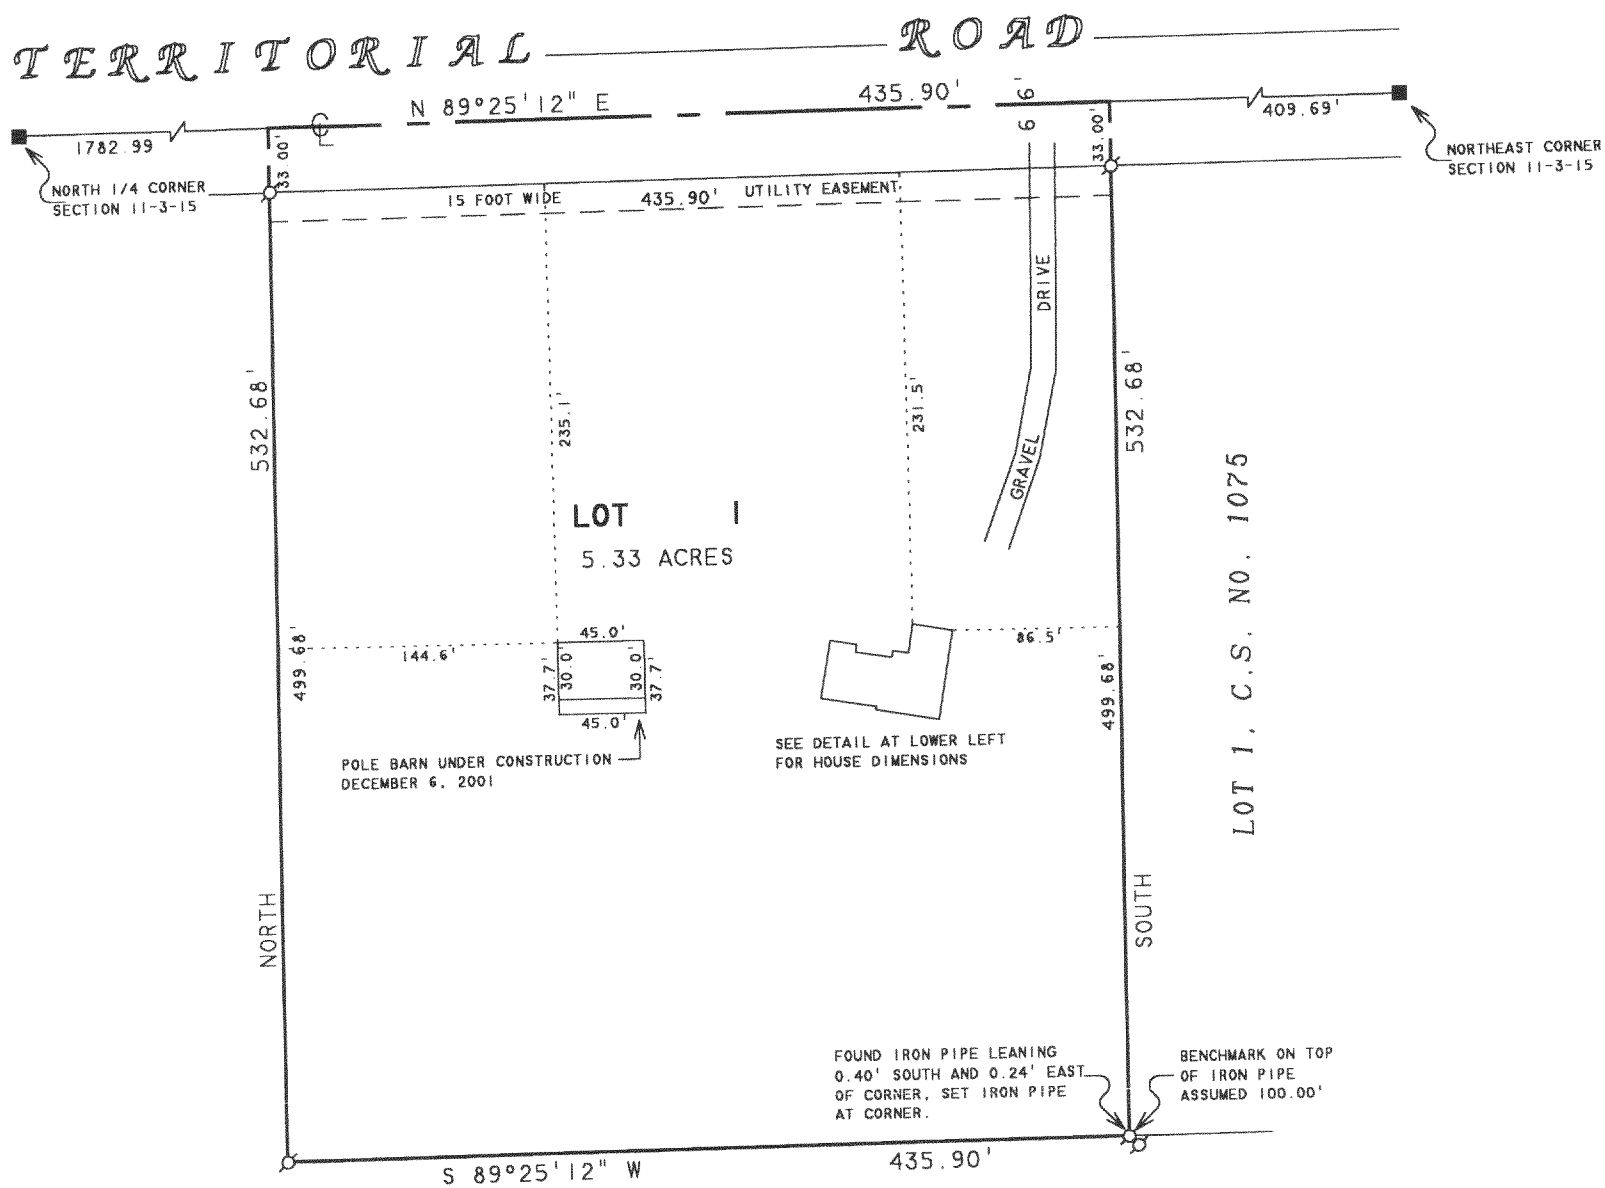 TERRITORIAL ROAD
N 89°25'12" E
435.90'
66'
1782.99
409.69'
33.00'
33.00'
NORTH 1/4 CORNER
SECTION 11-3-15
NORTHEAST CORNER
SECTION 11-3-15
15 FOOT WIDE
435.90'
UTILITY EASEMENT
DRIVE
GRAVEL
532.68'
235.1'
231.5'
532.68'
LOT 1
5.33 ACRES
LOT 1, C.S. NO. 1075
499.68'
144.6'
45.0'
37.7'
30.0'
30.0'
37.7'
45.0'
86.5'
499.68'
POLE BARN UNDER CONSTRUCTION
DECEMBER 6, 2001
SEE DETAIL AT LOWER LEFT
FOR HOUSE DIMENSIONS
NORTH
SOUTH
FOUND IRON PIPE LEANING
0.40' SOUTH AND 0.24' EAST
OF CORNER, SET IRON PIPE
AT CORNER.
BENCHMARK ON TOP
OF IRON PIPE
ASSUMED 100.00'
S 89°25'12" W
435.90'